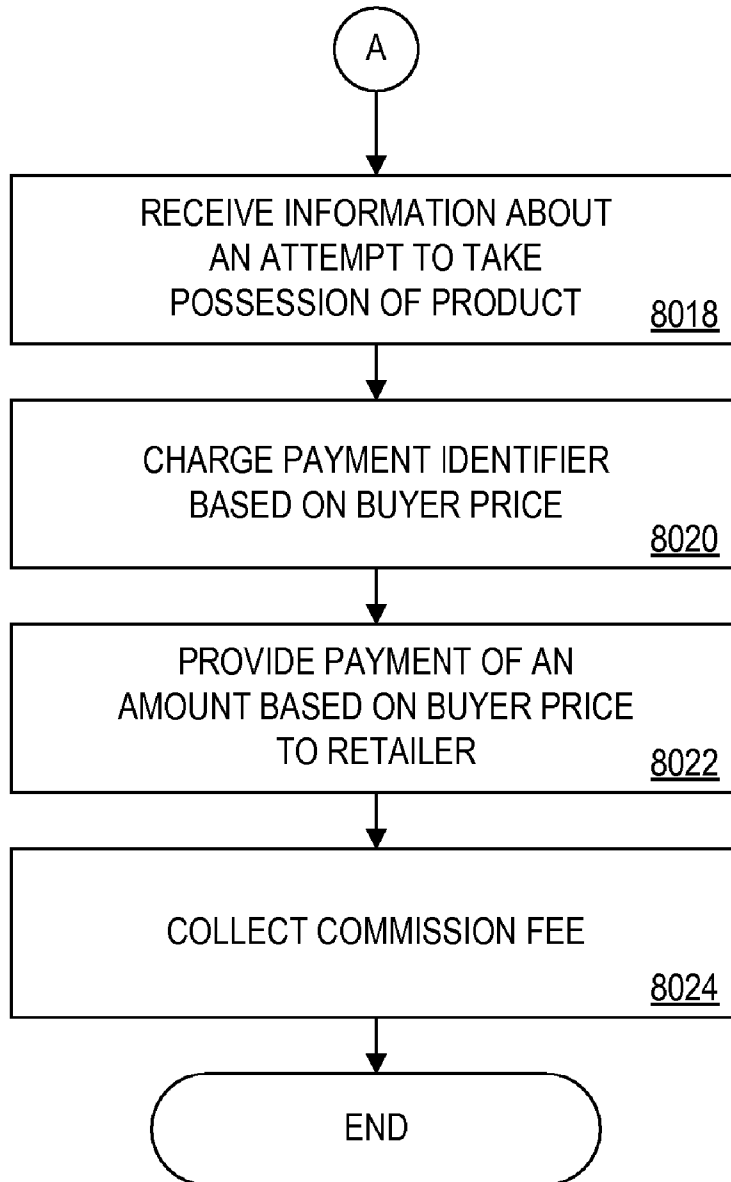 A
RECEIVE INFORMATION ABOUT
AN ATTEMPT TO TAKE
POSSESSION OF PRODUCT
8018
CHARGE PAYMENT IDENTIFIER
BASED ON BUYER PRICE
8020
PROVIDE PAYMENT OF AN
AMOUNT BASED ON BUYER PRICE
TO RETAILER
8022
COLLECT COMMISSION FEE
8024
END